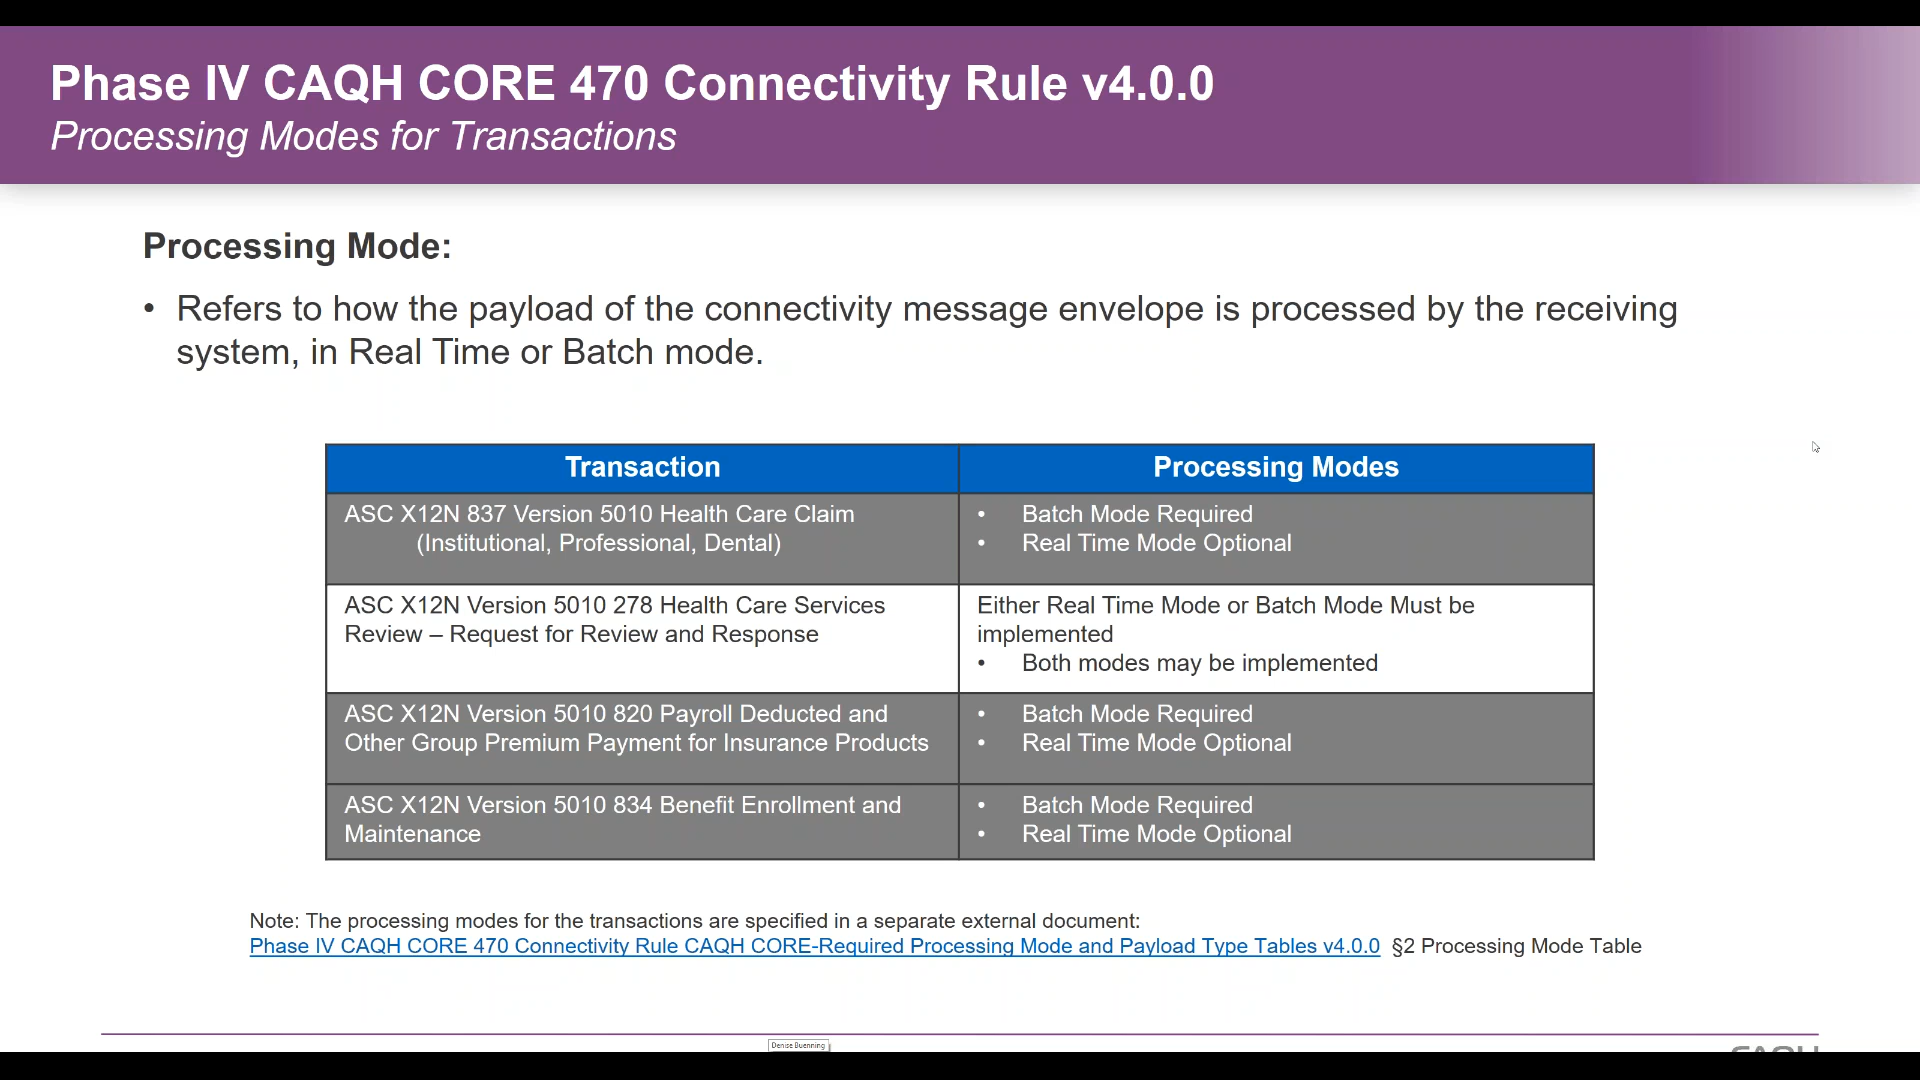 Phase IV CAQH CORE 470 Connectivity Rule v4.0.0
Processing Modes for Transactions
Processing Mode:
• Refers to how the payload of the connectivity message envelope is processed by the receiving
system, in Real Time or Batch mode.
Transaction
Processing Modes
ASC X12N 837 Version 5010 Health Care Claim
(Institutional, Professional, Dental)
• Batch Mode Required
• Real Time Mode Optional
ASC X12N Version 5010 278 Health Care Services
Review – Request for Review and Response
Either Real Time Mode or Batch Mode Must be
implemented
• Both modes may be implemented
ASC X12N Version 5010 820 Payroll Deducted and
Other Group Premium Payment for Insurance Products
• Batch Mode Required
• Real Time Mode Optional
ASC X12N Version 5010 834 Benefit Enrollment and
Maintenance
• Batch Mode Required
• Real Time Mode Optional
Note: The processing modes for the transactions are specified in a separate external document:
Phase IV CAQH CORE 470 Connectivity Rule CAQH CORE-Required Processing Mode and Payload Type Tables v4.0.0 §2 Processing Mode Table
Denise Buenning